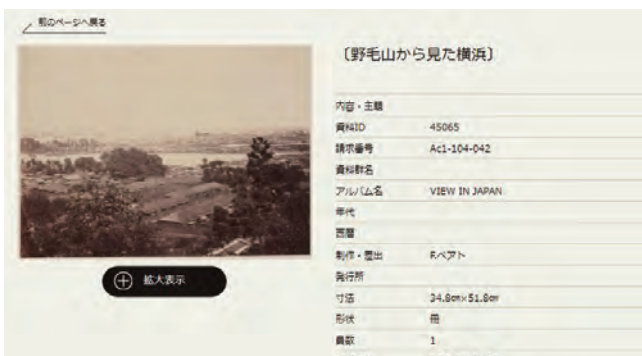 前のページへ戻る
〔野毛山から見た横浜〕
内容・主題
資料ID 45065
請求番号 Ac1-104-042
資料群名
アルバム名 VIEW IN JAPAN
年代
西暦
制作・差出 F.ベアト
発行所
寸法 34.8cm×51.8cm
形状 冊
員数 1
拡大表示